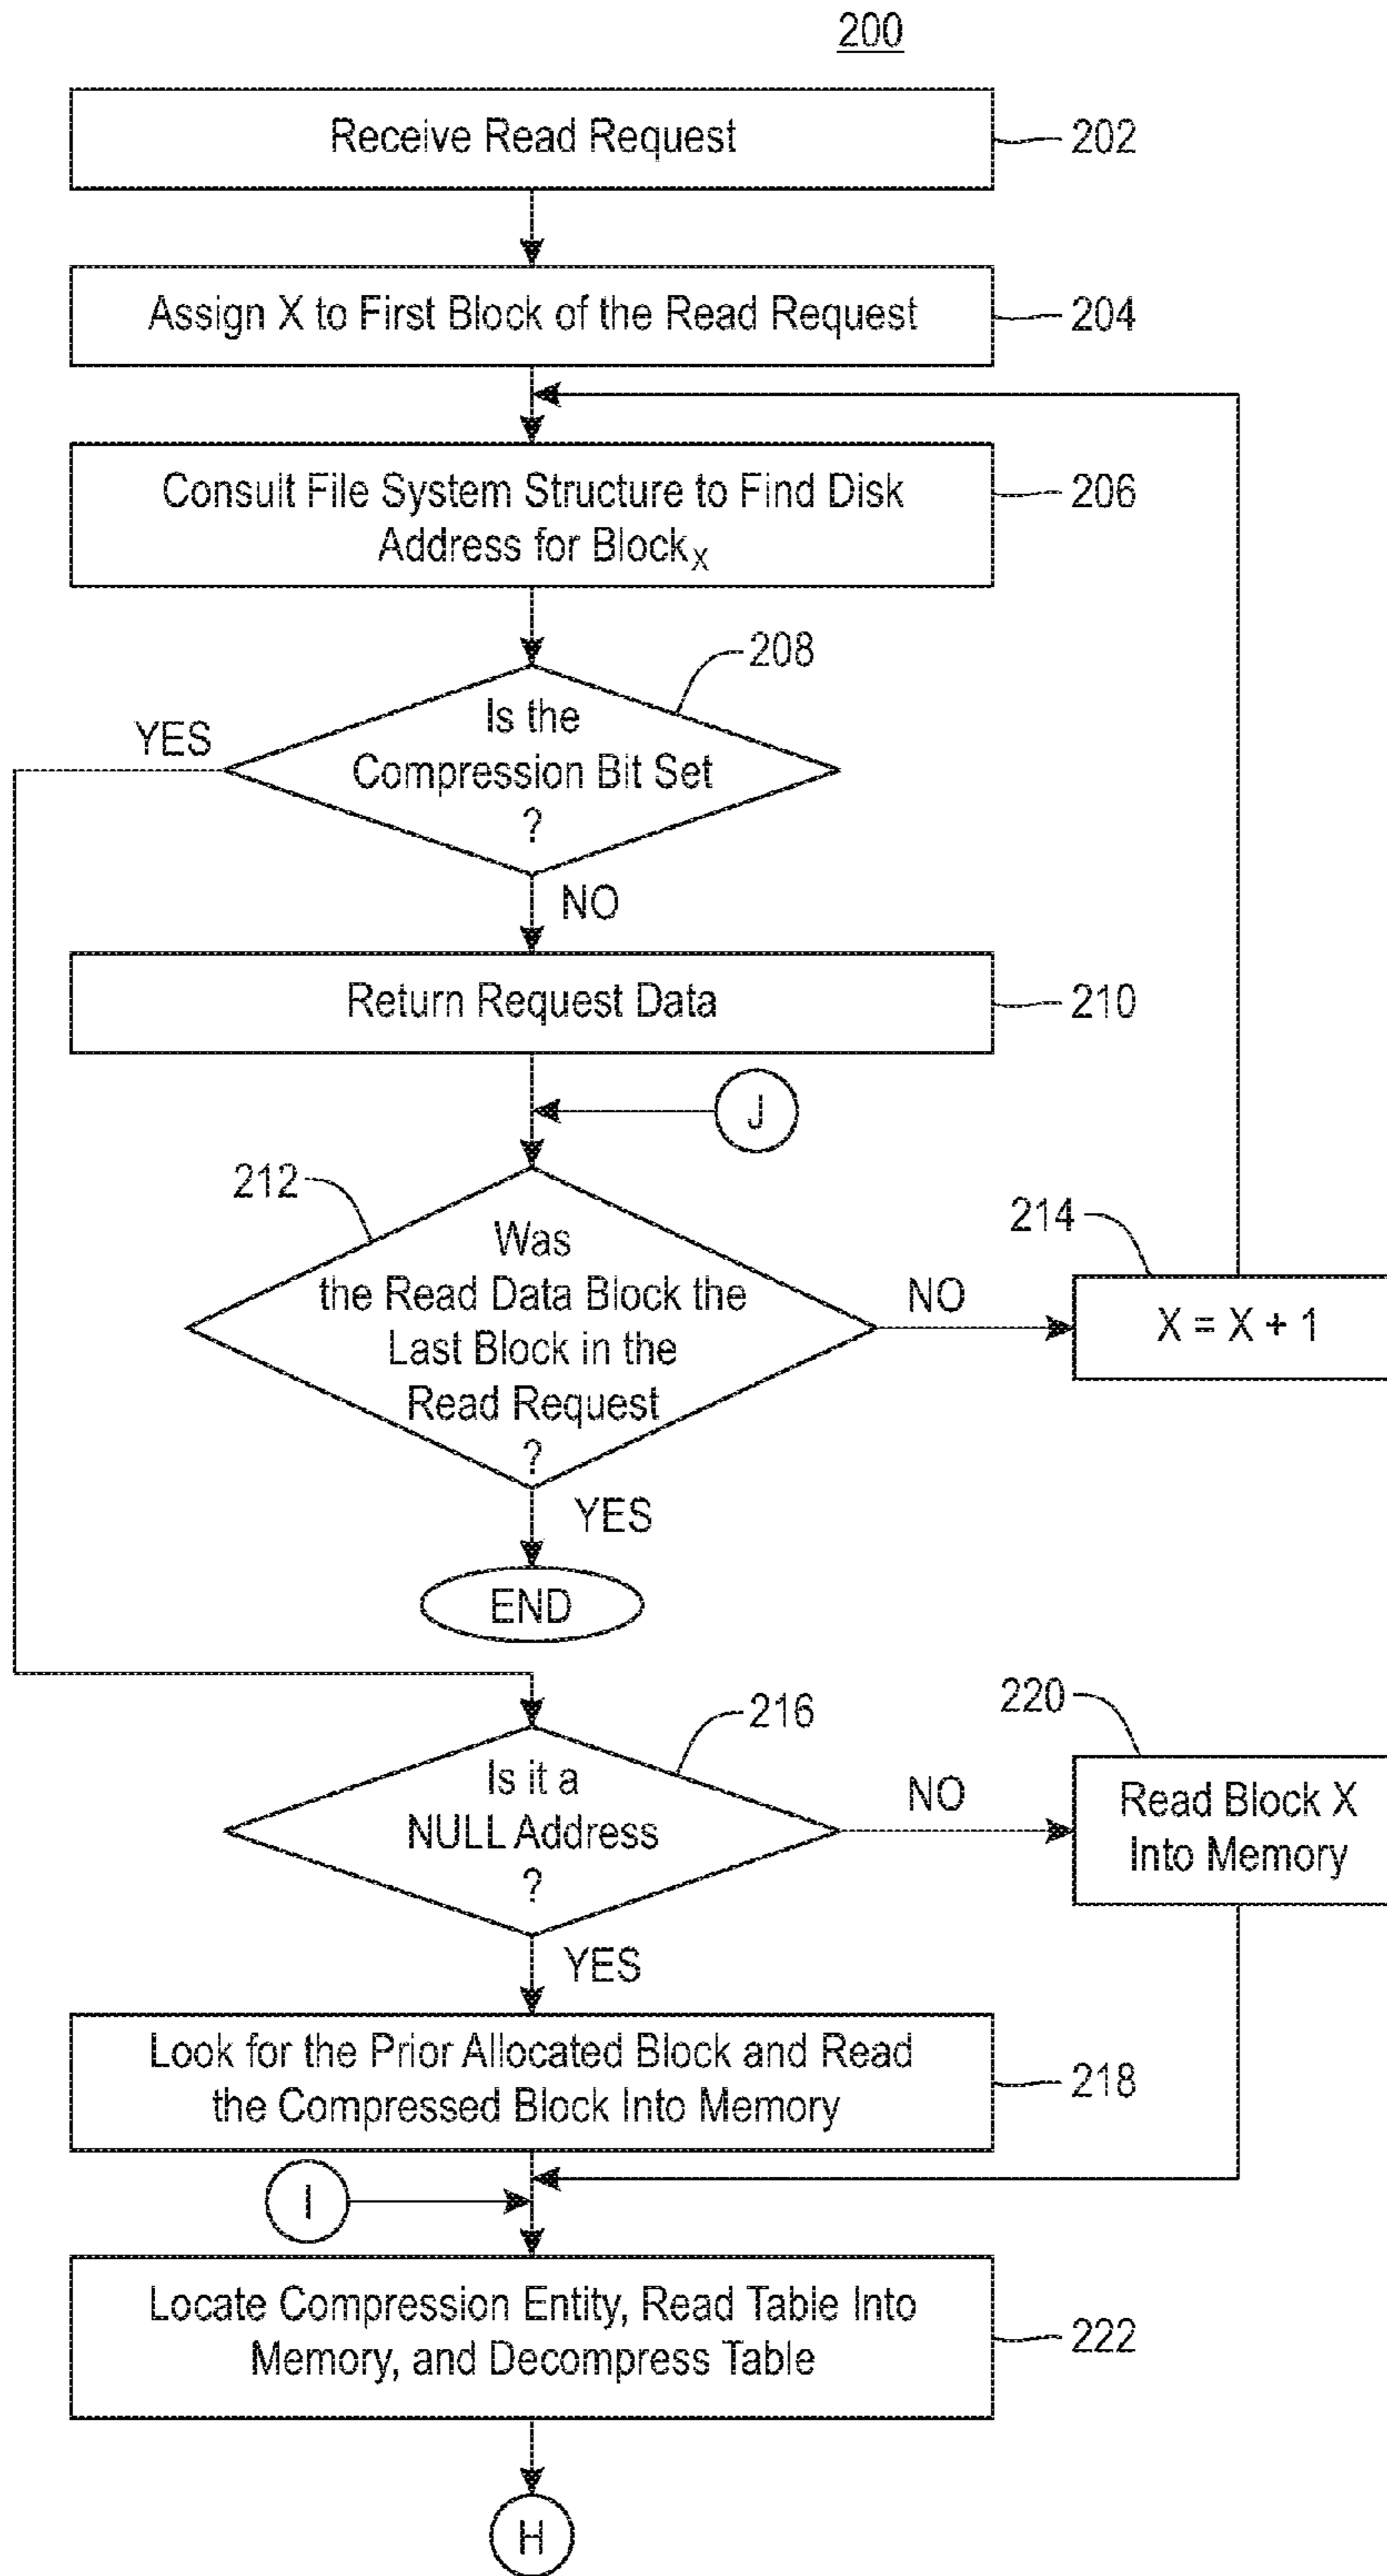 200
Receive Read Request
202
Assign X to First Block of the Read Request
204
Consult File System Structure to Find Disk
Address for BlockX
206
208
Is the
Compression Bit Set
?
YES
NO
Return Request Data
210
J
212
Was
the Read Data Block the
Last Block in the
Read Request
?
NO
214
X = X + 1
YES
END
216
Is it a
NULL Address
?
NO
220
Read Block X
Into Memory
YES
Look for the Prior Allocated Block and Read
the Compressed Block Into Memory
218
I
Locate Compression Entity, Read Table Into
Memory, and Decompress Table
222
H